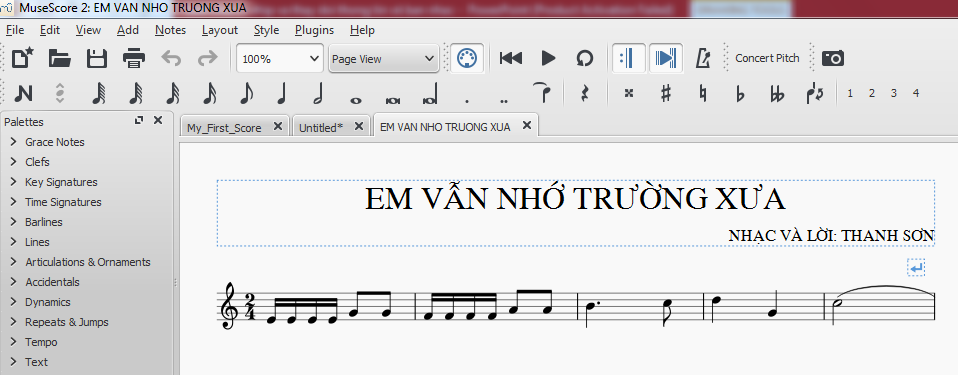 MuseScore 2: EM VAN NHO TRUONG XUA
File Edit View Add Notes Layout Style Plugins Help
100% Page View Concert Pitch
1 2 3 4
Palettes
My_First_Score Untitled* EM VAN NHO TRUONG XUA
Grace Notes
Clefs
Key Signatures
Time Signatures
Barlines
Lines
Articulations & Ornaments
Accidentals
Dynamics
Repeats & Jumps
Tempo
Text
EM VẪN NHỚ TRƯỜNG XƯA
NHẠC VÀ LỜI: THANH SƠN
2
4